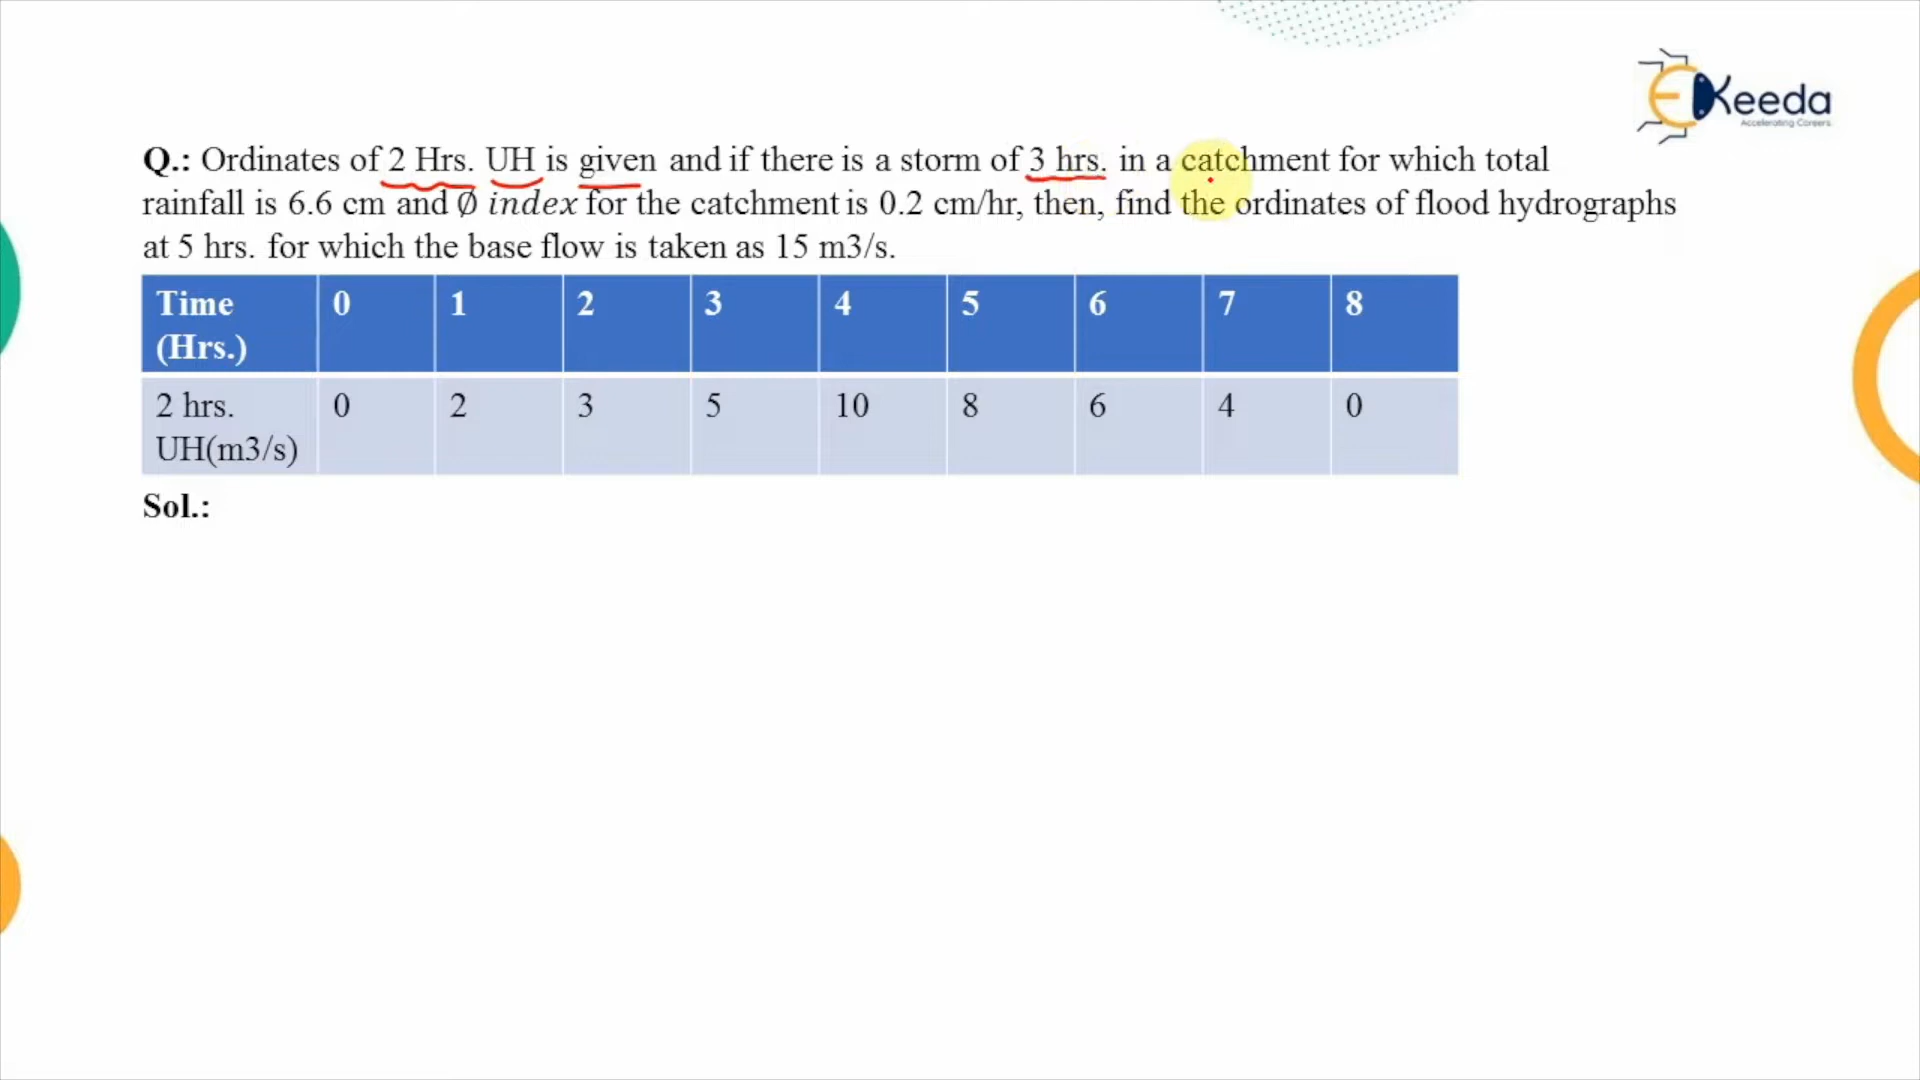 Keeda
Accelerating Careers
Q.: Ordinates of 2 Hrs. UH is given and if there is a storm of 3 hrs. in a catchment for which total
rainfall is 6.6 cm and ∅ index for the catchment is 0.2 cm/hr, then, find the ordinates of flood hydrographs
at 5 hrs. for which the base flow is taken as 15 m3/s.
Time (Hrs.) 0 1 2 3 4 5 6 7 8
2 hrs. UH(m3/s) 0 2 3 5 10 8 6 4 0
Sol.: